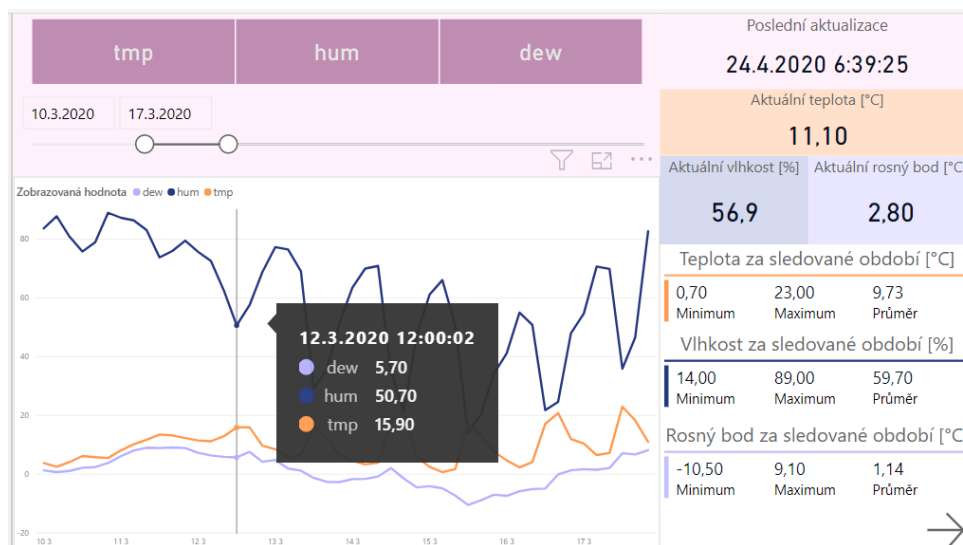 tmp hum dew
10.3.2020 17.3.2020
Zobrazovaná hodnota dew hum tmp
80
60
40
20
0
-20
10 3 11 3 12 3 13 3 14 3 15 3 16 3 17 3
12.3.2020 12:00:02
dew 5,70
hum 50,70
tmp 15,90
Poslední aktualizace
24.4.2020 6:39:25
Aktuální teplota [°C]
11,10
Aktuální vlhkost [%] Aktuální rosný bod [°C
56,9 2,80
Teplota za sledované období [°C]
0,70 23,00 9,73
Minimum Maximum Průměr
Vlhkost za sledované období [%]
14,00 89,00 59,70
Minimum Maximum Průměr
Rosný bod za sledované období [°C
-10,50 9,10 1,14
Minimum Maximum Průměr